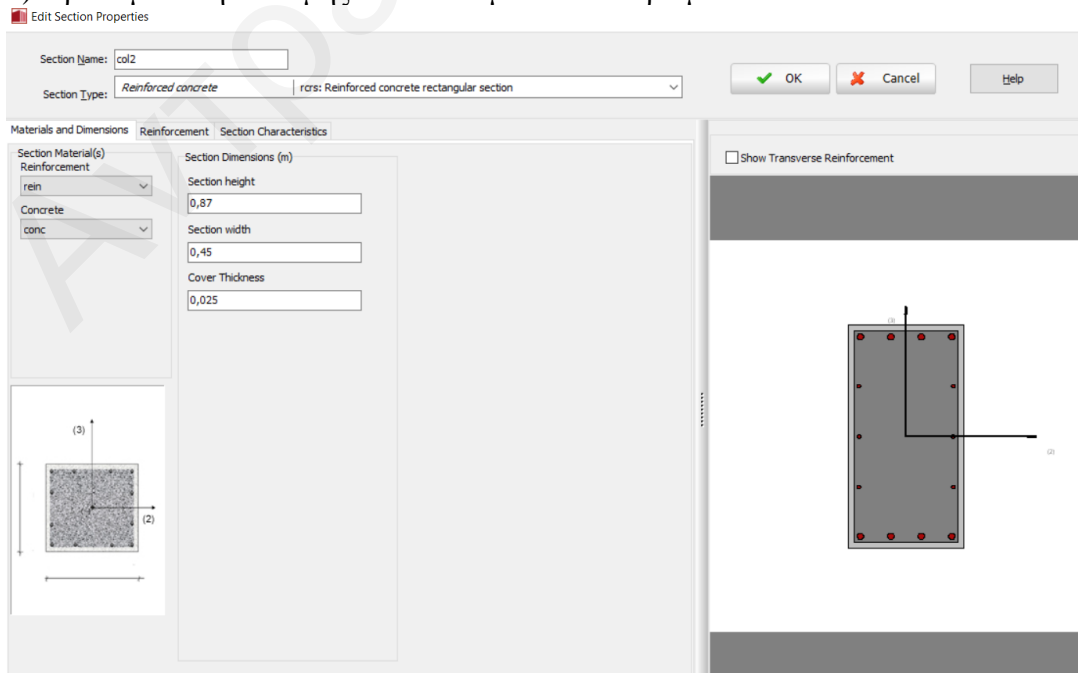 Edit Section Properties
Section Name: col2
Section Type: Reinforced concrete rcrs: Reinforced concrete rectangular section
OK Cancel Help
Materials and Dimensions Reinforcement Section Characteristics
Section Material(s)
Reinforcement
rein
Concrete
conc
Section Dimensions (m)
Section height
0,87
Section width
0,45
Cover Thickness
0,025
Show Transverse Reinforcement
(3)
(2)
(3)
(2)